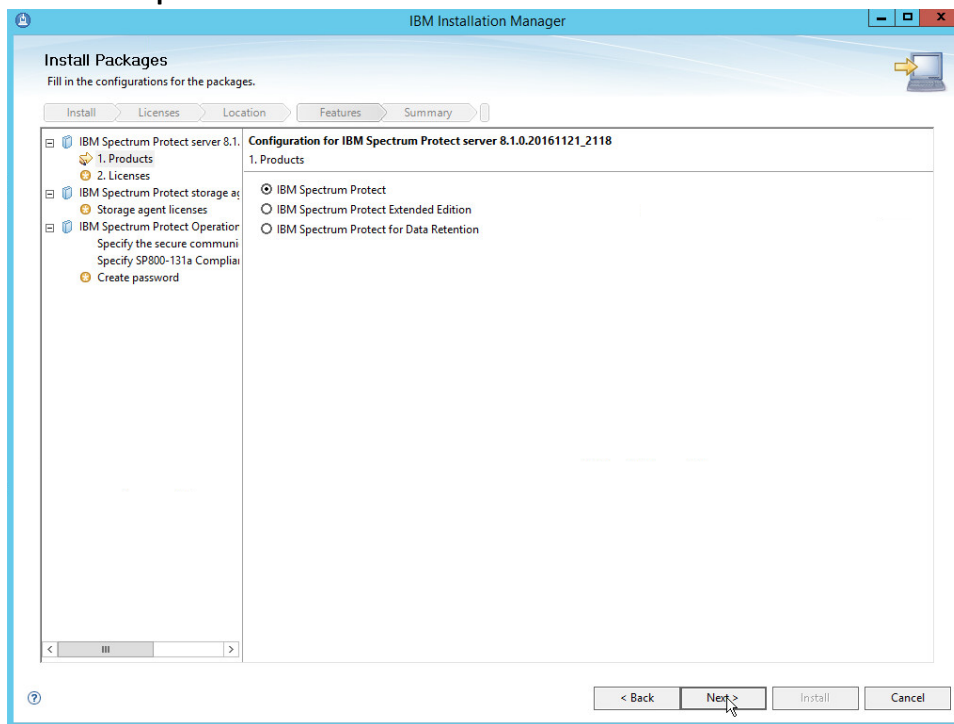 IBM Installation Manager
Install Packages
Fill in the configurations for the packages.
Install
Licenses
Location
Features
Summary
IBM Spectrum Protect server 8.1.
1. Products
2. Licenses
IBM Spectrum Protect storage ag
Storage agent licenses
IBM Spectrum Protect Operation
Specify the secure communi
Specify SP800-131a Complia
Create password
Configuration for IBM Spectrum Protect server 8.1.0.20161121_2118
1. Products
IBM Spectrum Protect
IBM Spectrum Protect Extended Edition
IBM Spectrum Protect for Data Retention
< Back
Next >
Install
Cancel